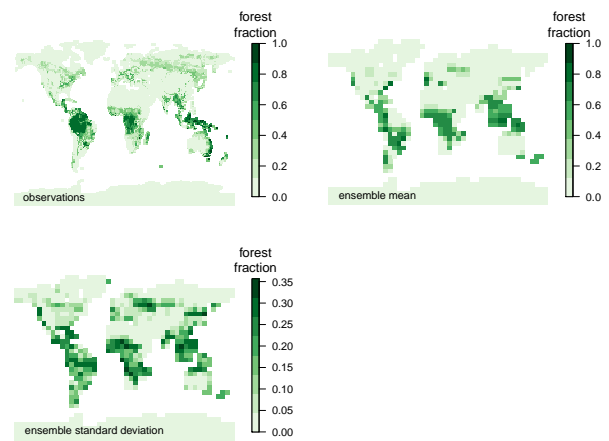 forest
fraction
1.0
0.8
0.6
0.4
0.2
0.0
observations
forest
fraction
1.0
0.8
0.6
0.4
0.2
0.0
ensemble mean
forest
fraction
0.35
0.30
0.25
0.20
0.15
0.10
0.05
0.00
ensemble standard deviation